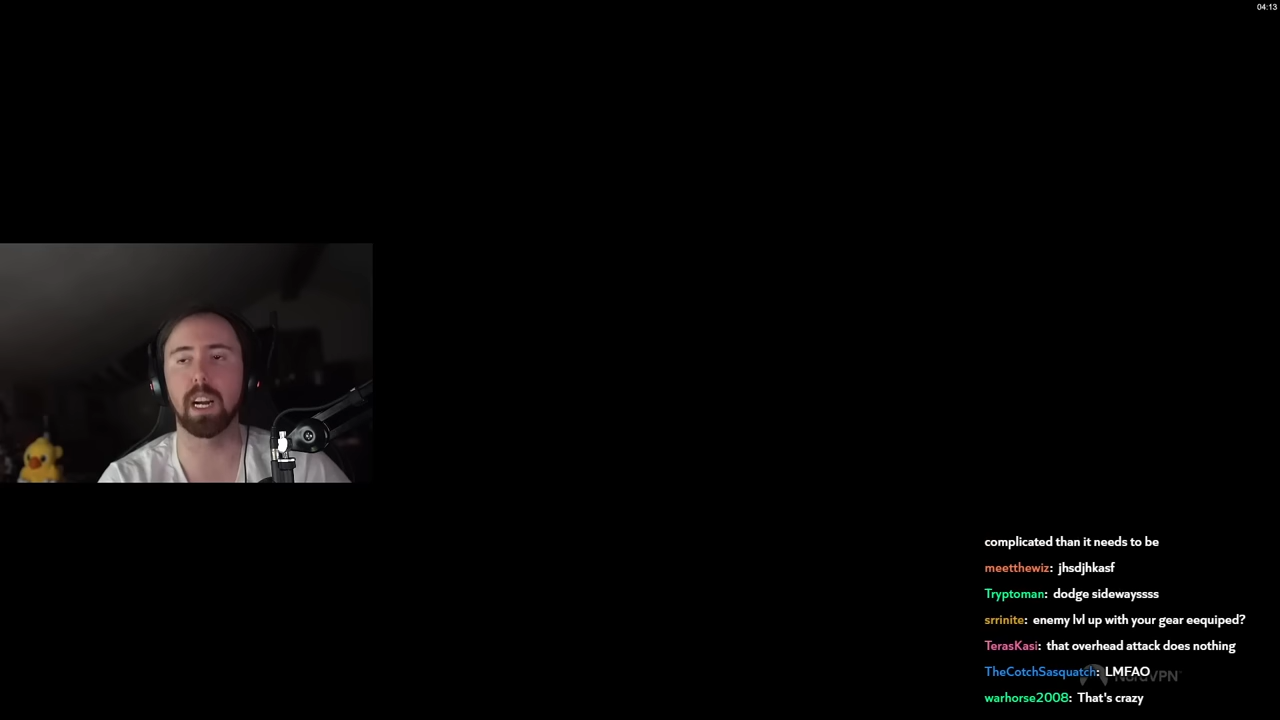 04:13
complicated than it needs to be
meetthewiz: jhsdjhkasf
Tryptoman: dodge sidewayssss
srrinite: enemy lvl up with your gear eequiped?
TerasKasi: that overhead attack does nothing
TheCotchSasquatch: LMFAO
NordVPN
warhorse2008: That's crazy